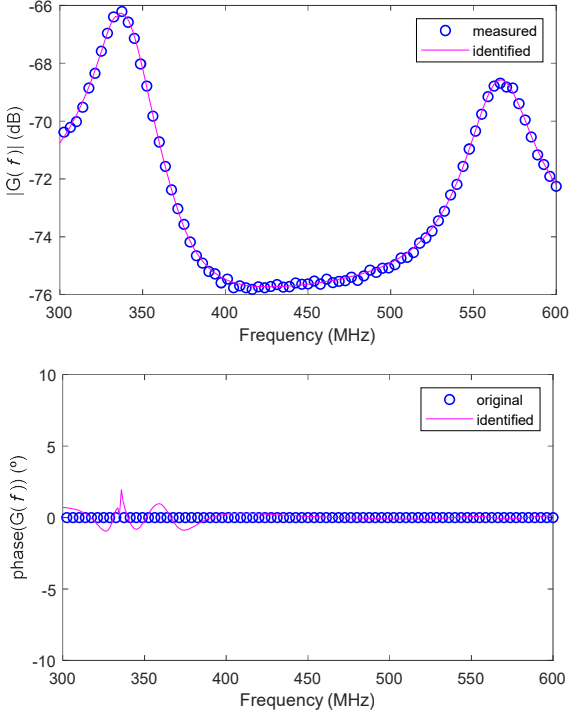 -66
-68
-70
-72
-74
-76
|G( f )| (dB)
measured
identified
300 350 400 450 500 550 600
Frequency (MHz)
10
5
0
-5
-10
phase(G( f )) (º)
original
identified
300 350 400 450 500 550 600
Frequency (MHz)